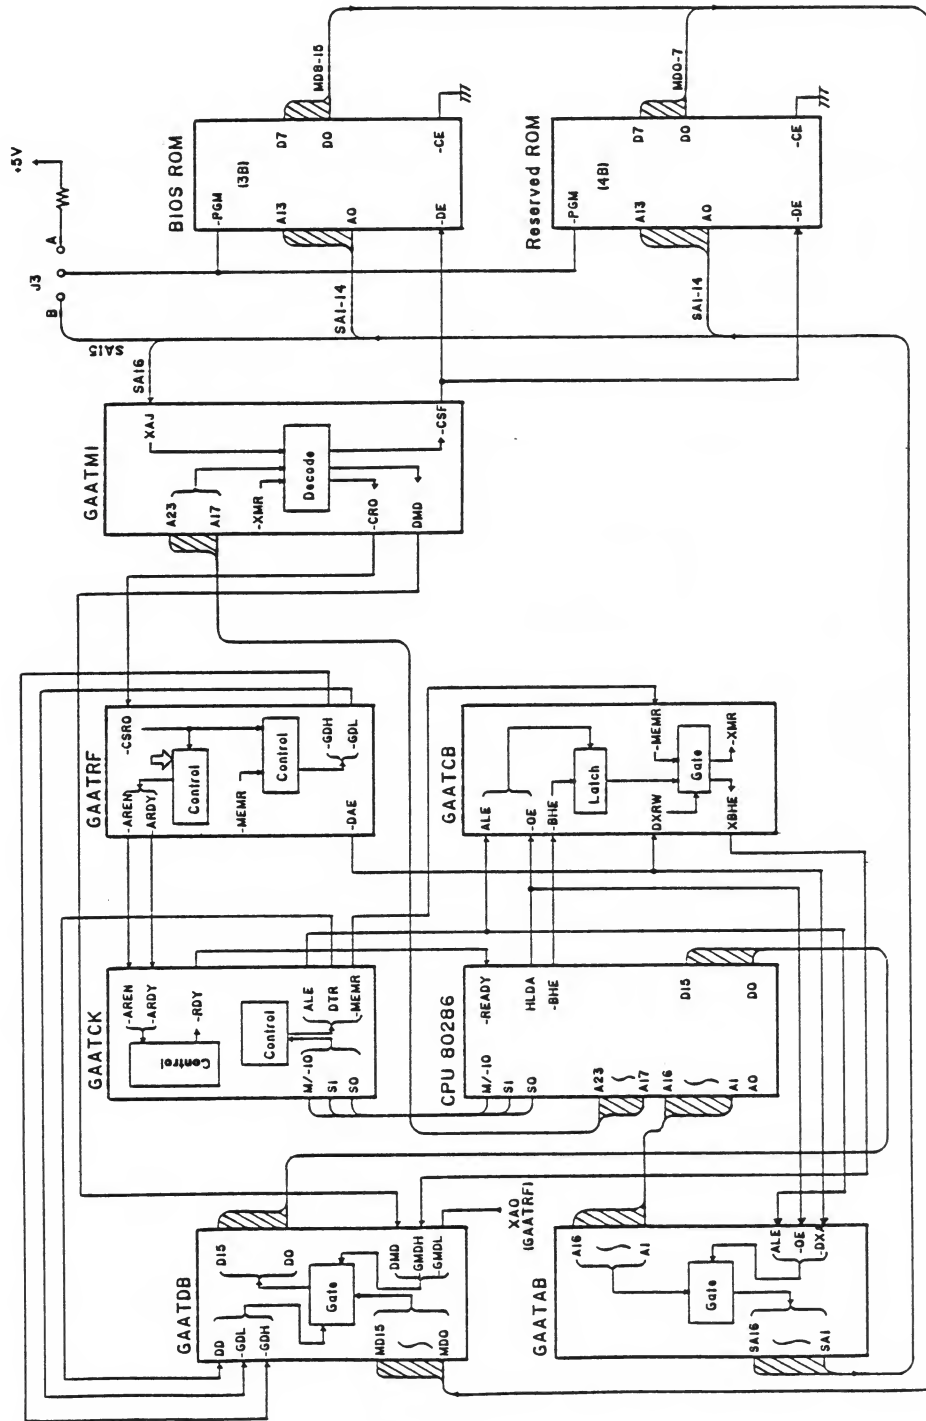 +5V
A
J3
B
SA15
BIOS ROM
-PGM
(3B)
A13
A0
D7
D0
-CE
-DE
SA1-14
MD8-15
Reserved ROM
-PGM
(4B)
A13
A0
D7
D0
-CE
-DE
SA1-14
MD0-7
GAATMI
SA16
XAJ
A23
A17
-XMR
Decode
-CRO
DMD
-CSF
GAATRF
-CSRO
-AREN
ARDY
Control
-MEMR
Control
-GDH
-GDL
-DAE
GAATCB
ALE
-OE
-BHE
Latch
-MEMR
DXRW
Gate
XBHE
-XMR
GAATCK
-AREN
-ARDY
Control
-RDY
Control
ALE
DTR
-MEMR
M/-IO
S1
S0
CPU 80286
-READY
HLDA
-BHE
M/-IO
S1
S0
A23
A17
A16
A1
A0
D15
D0
GAATDB
DD
-GDL
-GDH
D15
D0
Gate
DMD
-GMDH
-GMDL
MD15
MD0
XA0
(GAATRF)
GAATAB
A16
A1
Gate
ALE
-OE
-DXA
SA16
SA1